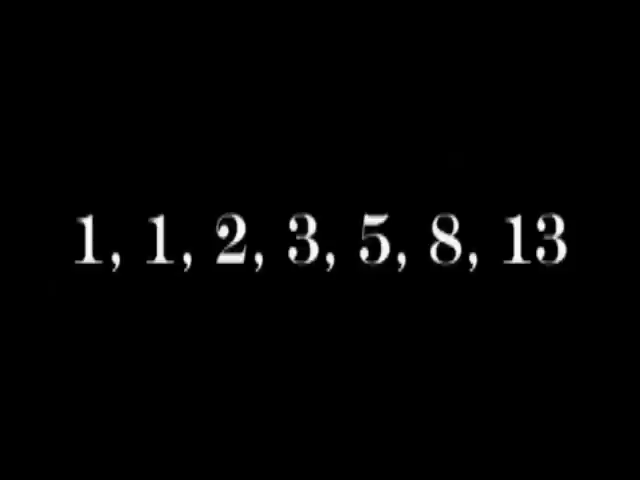 1, 1, 2, 3, 5, 8, 13